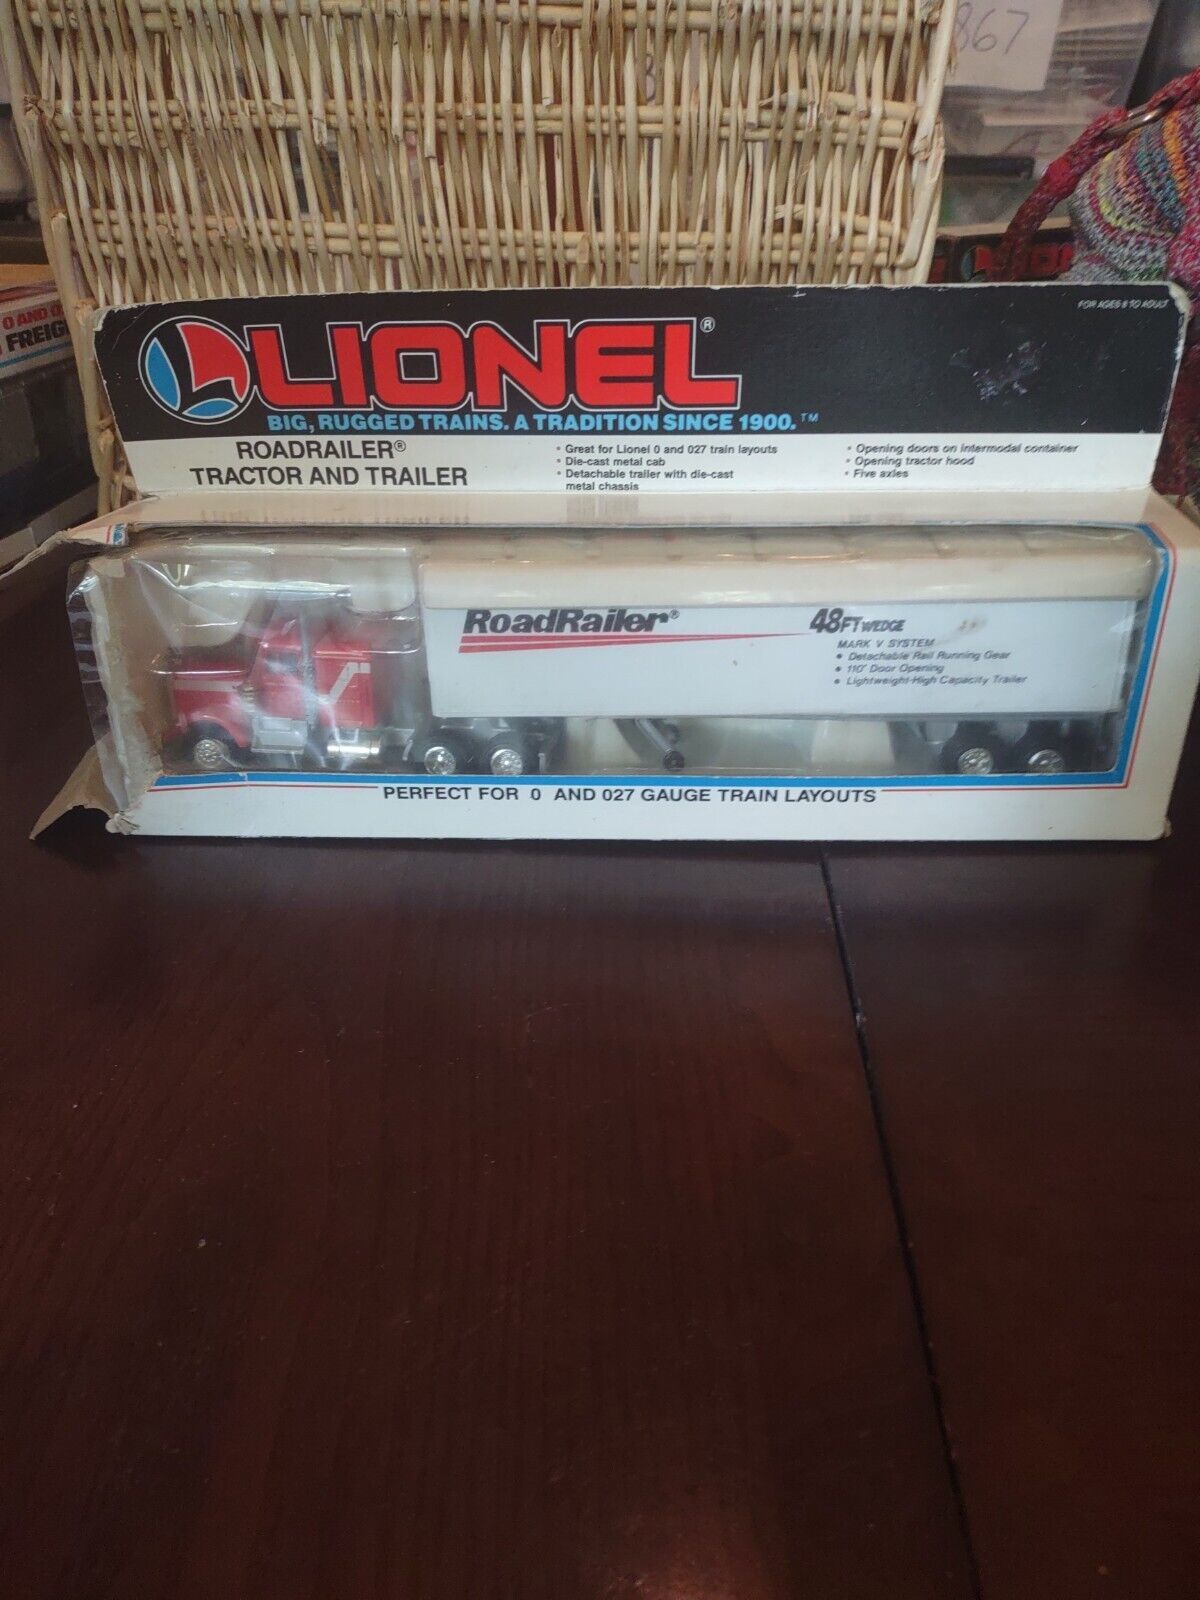 867
O AND O
FREIG
FOR AGES 8 TO ADULT
LIONEL®
BIG, RUGGED TRAINS. A TRADITION SINCE 1900.™
ROADRAILER®
TRACTOR AND TRAILER
• Great for Lionel 0 and 027 train layouts
• Die-cast metal cab
• Detachable trailer with die-cast
metal chassis
• Opening doors on intermodal container
• Opening tractor hood
• Five axles
RoadRailer®
48FT WEDGE
MARK V SYSTEM
• Detachable Rail Running Gear
• 110" Door Opening
• Lightweight-High Capacity Trailer
PERFECT FOR 0 AND 027 GAUGE TRAIN LAYOUTS